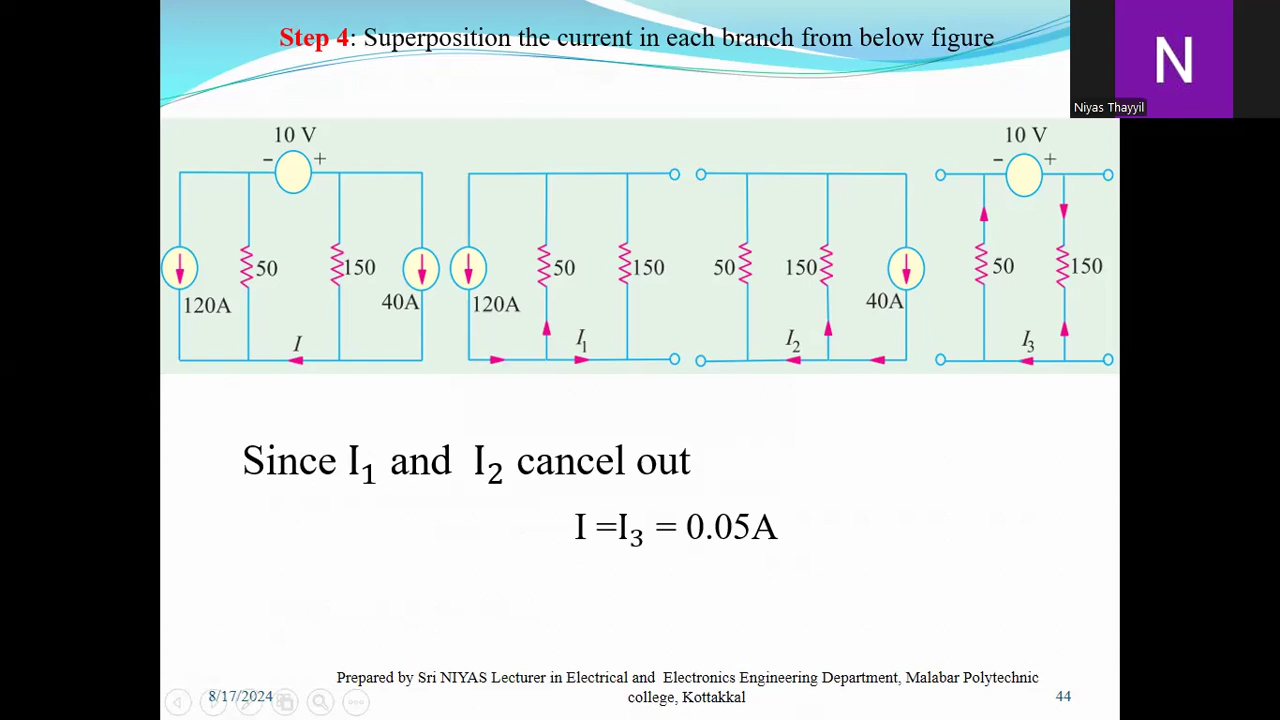 Step 4: Superposition the current in each branch from below figure
N
Niyas Thayyil
10 V
- +
50
150
120A
40A
I
50
150
120A
I₁
50
150
40A
I₂
10 V
- +
50
150
I₃
Since I₁ and I₂ cancel out
I =I₃ = 0.05A
Prepared by Sri NIYAS Lecturer in Electrical and Electronics Engineering Department, Malabar Polytechnic
college, Kottakkal
8/17/2024
44